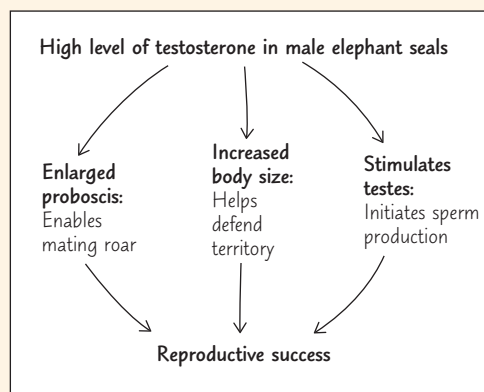 High level of testosterone in male elephant seals
Enlarged
proboscis:
Enables
mating roar
Increased
body size:
Helps
defend
territory
Stimulates
testes:
Initiates sperm
production
Reproductive success